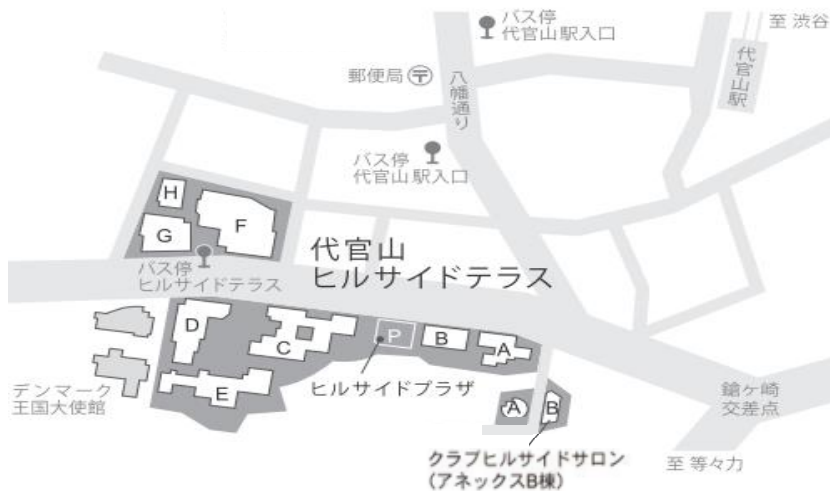 バス停
代官山駅入口
至 渋谷
代官山駅
郵便局
八幡通り
バス停
代官山駅入口
H
F
G
バス停
ヒルサイドテラス
代官山
ヒルサイドテラス
D
C
P
B
A
E
ヒルサイドプラザ
デンマーク
王国大使館
A
B
鎗ヶ崎
交差点
クラブヒルサイドサロン
(アネックスB棟)
至 等々力